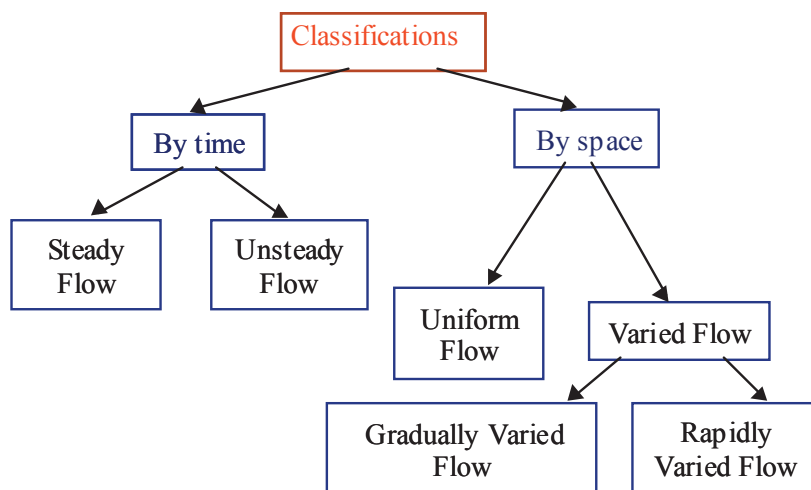 Classifications
By time
By space
Steady
Flow
Unsteady
Flow
Uniform
Flow
Varied Flow
Gradually Varied
Flow
Rapidly
Varied Flow